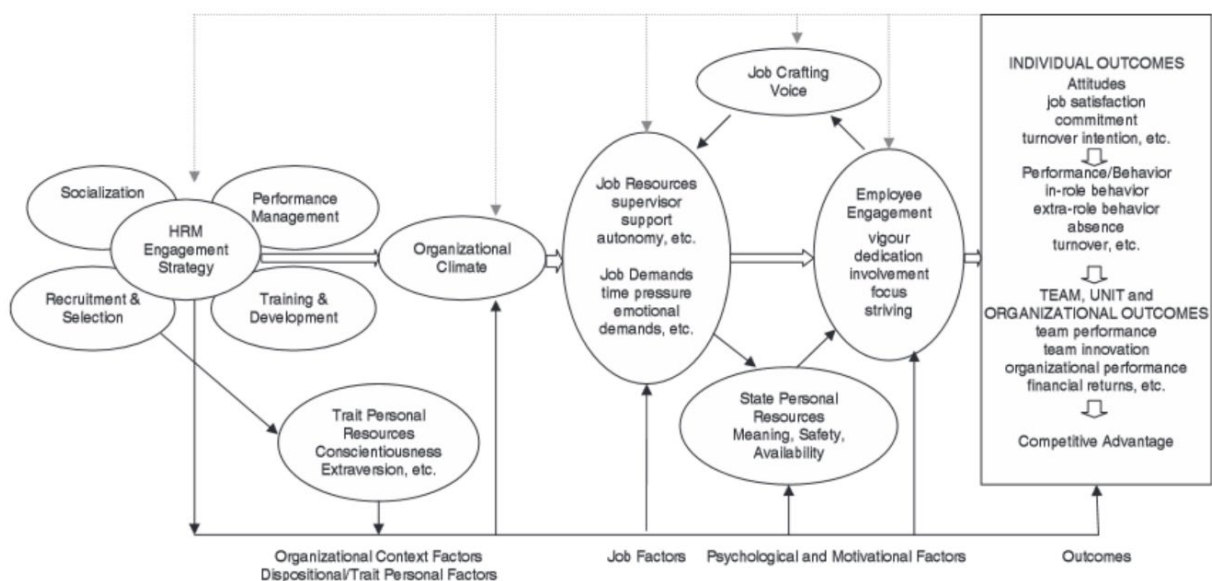 Socialization
Performance
Management
HRM
Engagement
Strategy
Recruitment &
Selection
Training &
Development
Trait Personal
Resources
Conscientiousness
Extraversion, etc.
Organizational
Climate
Job Crafting
Voice
Job Resources
supervisor
support
autonomy, etc.
Job Demands
time pressure
emotional
demands, etc.
Employee
Engagement
vigour
dedication
involvement
focus
striving
State Personal
Resources
Meaning, Safety,
Availability
INDIVIDUAL OUTCOMES
Attitudes
job satisfaction
commitment
turnover intention, etc.
Performance/Behavior
in-role behavior
extra-role behavior
absence
turnover, etc.
TEAM, UNIT and
ORGANIZATIONAL OUTCOMES
team performance
team innovation
organizational performance
financial returns, etc.
Competitive Advantage
Organizational Context Factors
Dispositional/Trait Personal Factors
Job Factors
Psychological and Motivational Factors
Outcomes